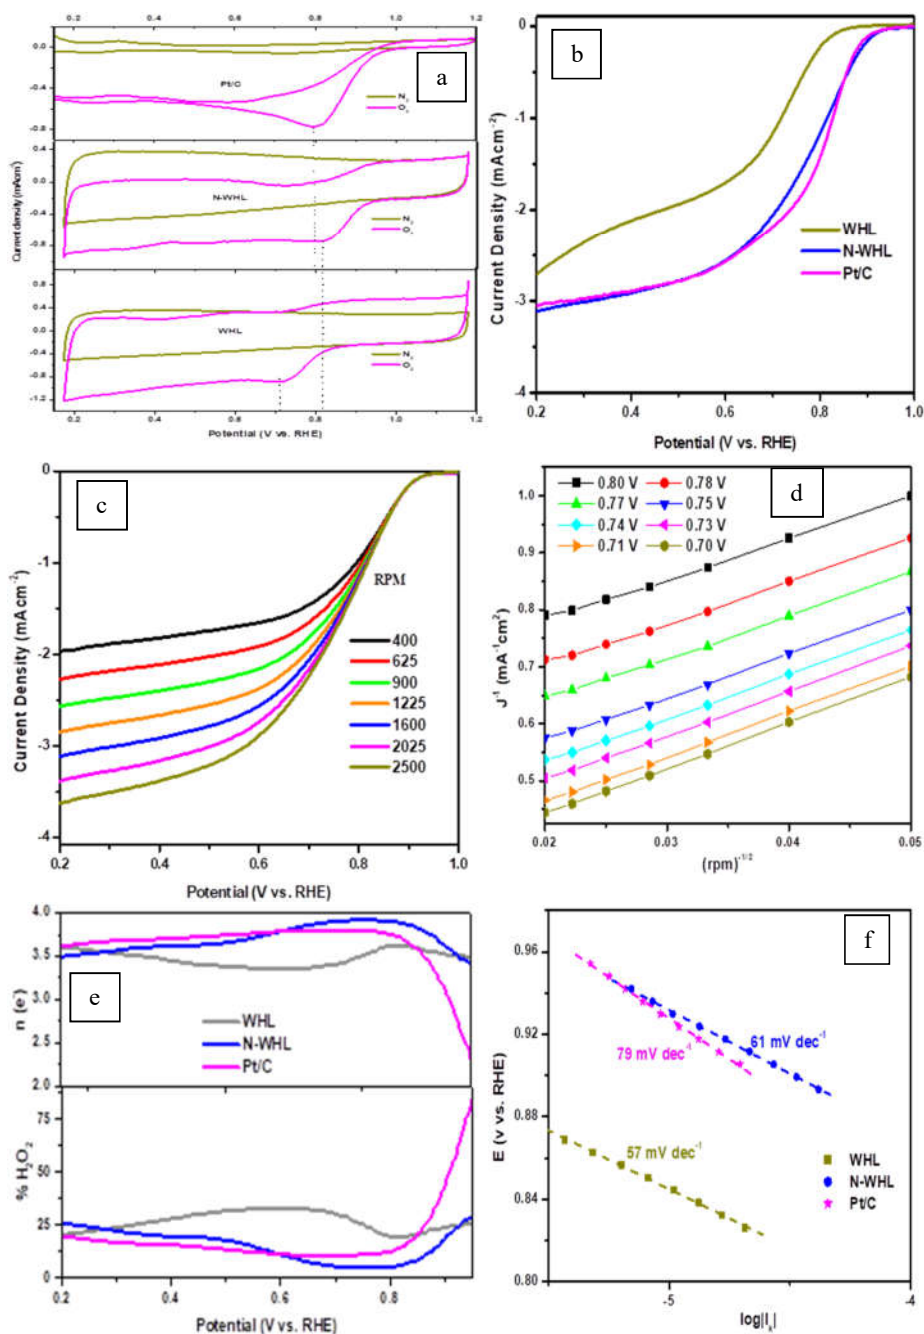 0.2 0.4 0.6 0.8 1.0 1.2
a
0.0
-0.4
-0.8
Pt/C
N₂
O₂
0.4
0.0
-0.4
-0.8
N-WHL
N₂
O₂
0.8
0.4
0.0
-0.4
-0.8
-1.2
WHL
N₂
O₂
Current density (mAcm²)
0.2 0.4 0.6 0.8 1.0 1.2
Potential (V vs. RHE)
b
0
-1
-2
-3
-4
Current Density (mAcm⁻²)
WHL
N-WHL
Pt/C
0.2 0.4 0.6 0.8 1.0
Potential (V vs. RHE)
c
0
-1
-2
-3
-4
Current Density (mAcm⁻²)
RPM
400
625
900
1225
1600
2025
2500
0.2 0.4 0.6 0.8 1.0
Potential (V vs. RHE)
d
0.80 V 0.78 V
0.77 V 0.75 V
0.74 V 0.73 V
0.71 V 0.70 V
1.0
0.9
0.8
0.7
0.6
0.5
J⁻¹ (mA⁻¹cm²)
0.02 0.03 0.04 0.05
(rpm)⁻¹/²
e
4.0
3.5
3.0
2.5
2.0
n (e⁻)
WHL
N-WHL
Pt/C
75
50
25
0
% H₂O₂
0.2 0.4 0.6 0.8
Potential (V vs. RHE)
f
0.96
0.92
0.88
0.84
0.80
E (v vs. RHE)
61 mV dec⁻¹
79 mV dec⁻¹
57 mV dec⁻¹
WHL
N-WHL
Pt/C
-5 -4
log|Iₖ|